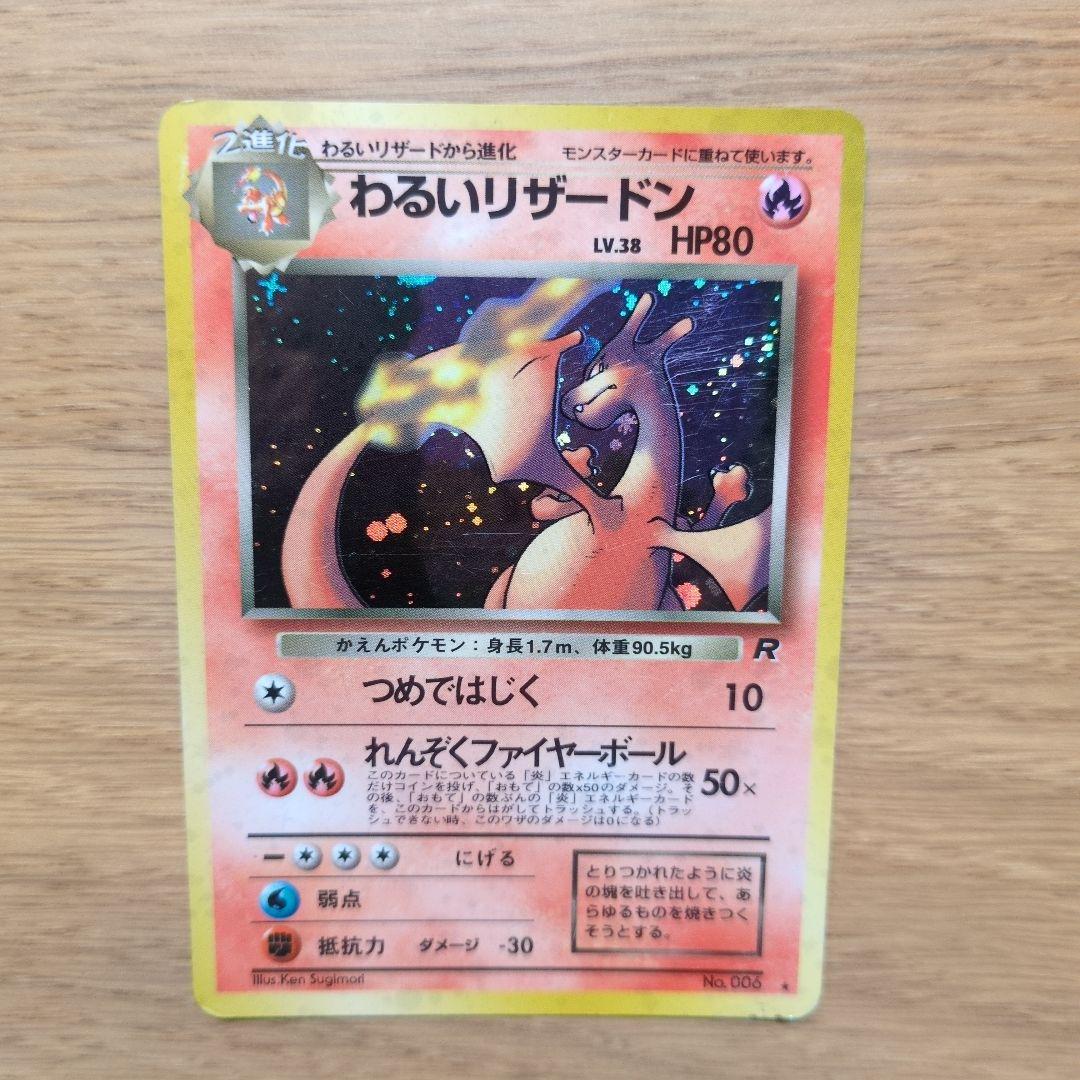 2進化
わるいリザードから進化
モンスターカードに重ねて使います。
わるいリザードン
LV.38 HP80
かえんポケモン：身長1.7m、体重90.5kg
R
つめではじく 10
れんぞくファイヤーボール
このカードについている「炎」エネルギーカードの数
だけコインを投げ、「おもて」の数x50のダメージ。そ
の後、「おもて」の数ぶんの「炎」エネルギーカード
を、このカードからはがしてトラッシュする。（トラッ
シュできない時、このワザのダメージは0になる）
50×
にげる
弱点
抵抗力 ダメージ -30
とりつかれたように炎
の塊を吐き出して、あ
らゆるものを焼きつく
そうとする。
Illus.Ken Sugimori
No. 006 ★